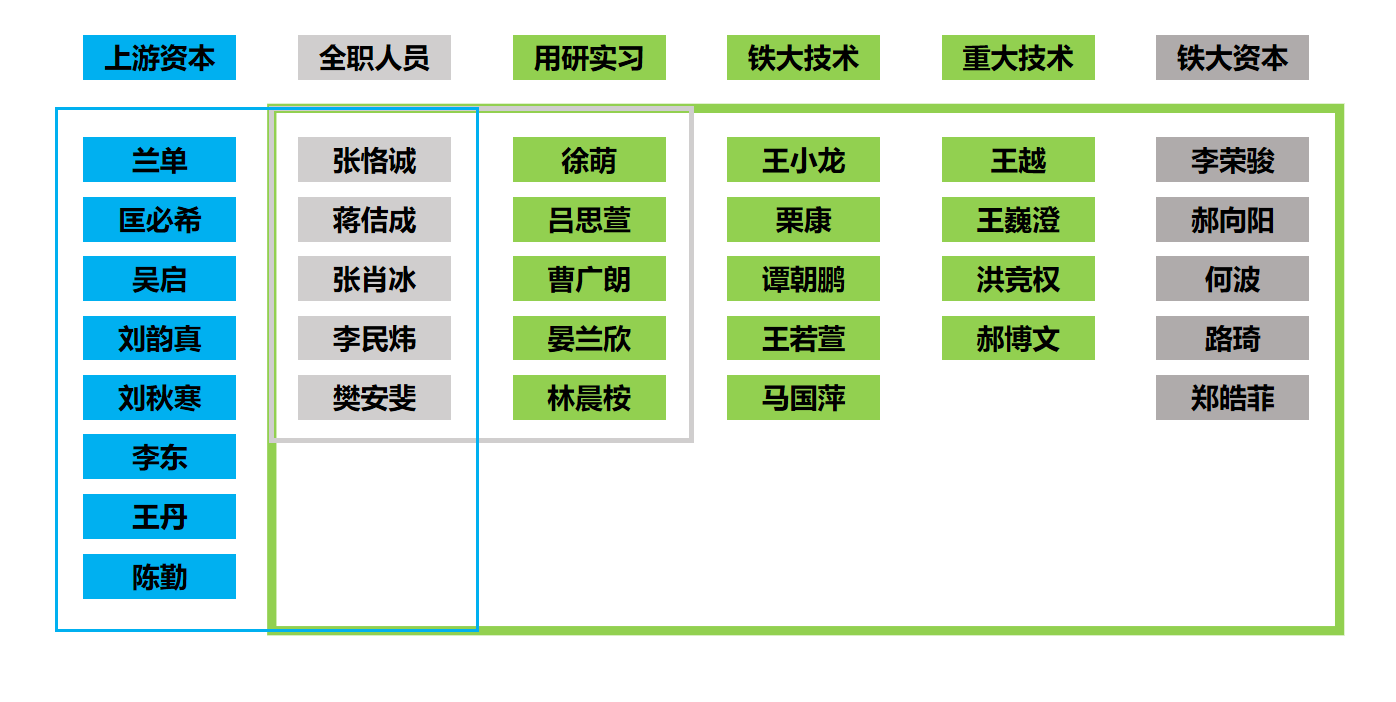 上游资本 全职人员 用研实习 铁大技术 重大技术 铁大资本
兰单 张恪诚 徐萌 王小龙 王越 李荣骏
匡必希 蒋佶成 吕思萱 栗康 王巍澄 郝向阳
吴启 张肖冰 曹广朗 谭朝鹏 洪竞权 何波
刘韵真 李民炜 晏兰欣 王若萱 郝博文 路琦
刘秋寒 樊安斐 林晨桉 马国萍 郑皓菲
李东
王丹
陈勤